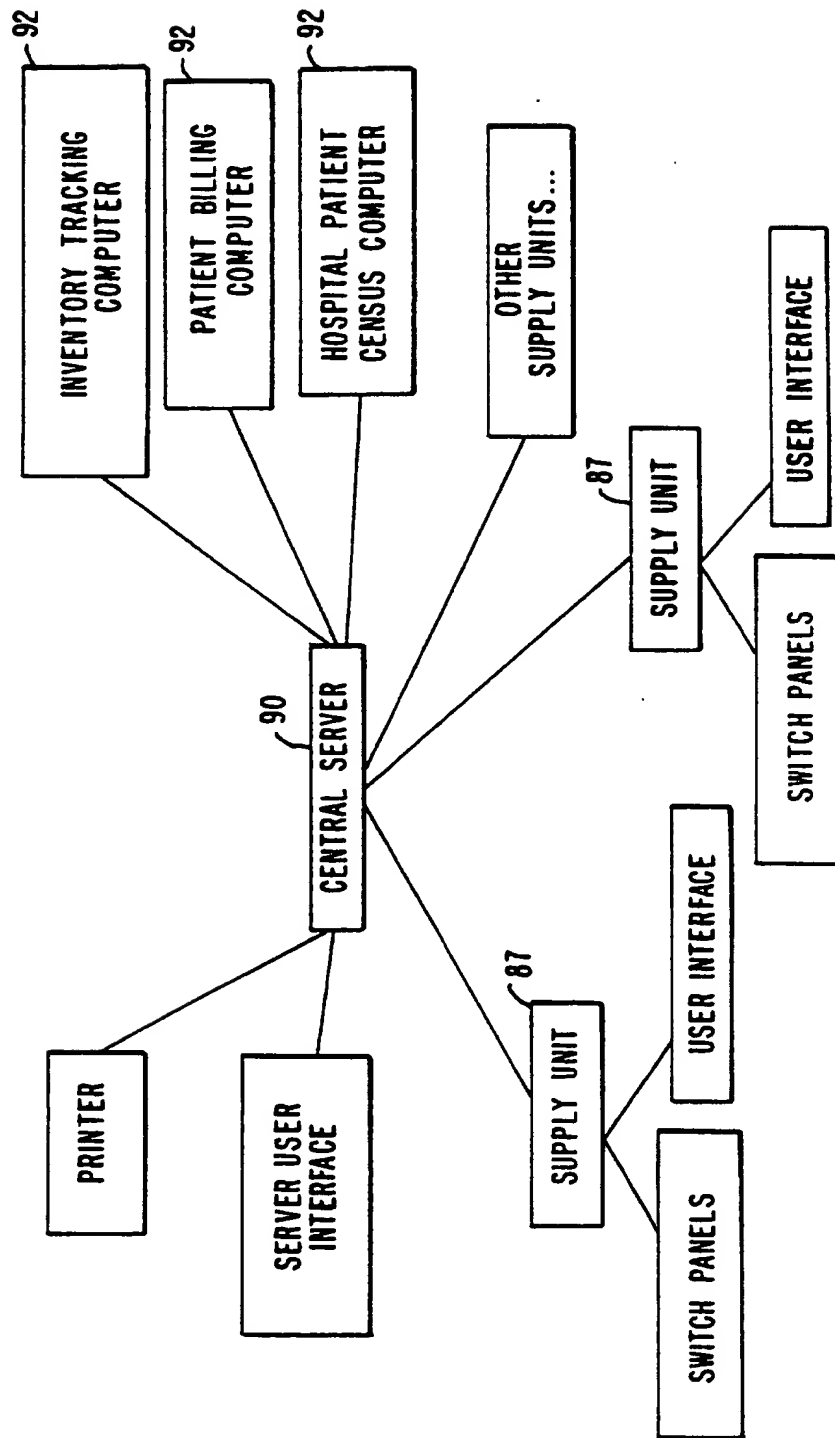 PRINTER
SERVER USER
INTERFACE
90
CENTRAL SERVER
92
INVENTORY TRACKING
COMPUTER
92
PATIENT BILLING
COMPUTER
92
HOSPITAL PATIENT
CENSUS COMPUTER
OTHER
SUPPLY UNITS...
87
SUPPLY UNIT
SWITCH PANELS
USER INTERFACE
87
SUPPLY UNIT
SWITCH PANELS
USER INTERFACE